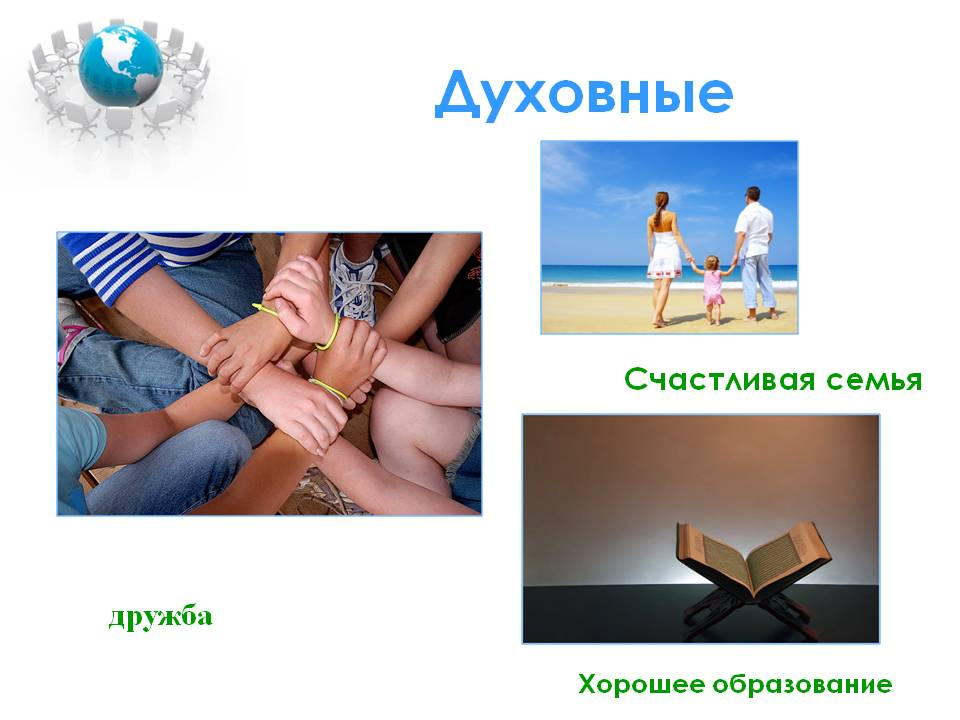 Духовные
Счастливая семья
дружба
Хорошее образование